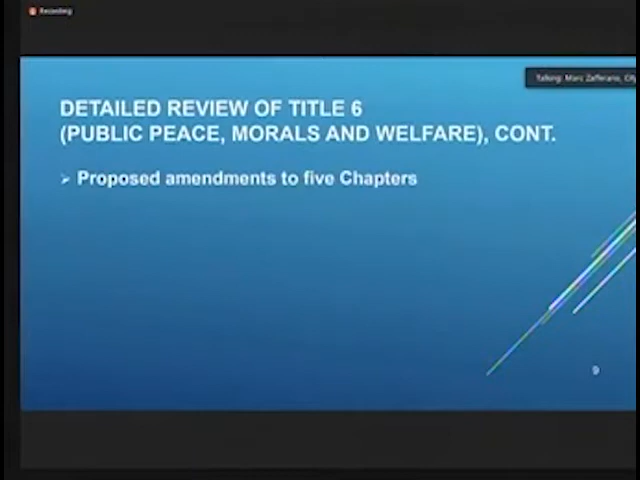 Recording
Talking: Marc Zafferano, City
DETAILED REVIEW OF TITLE 6
(PUBLIC PEACE, MORALS AND WELFARE), CONT.
➢ Proposed amendments to five Chapters
9